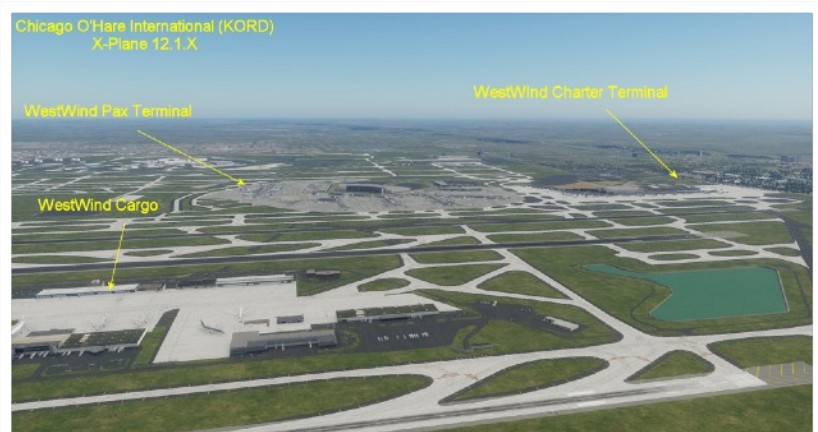 Chicago O'Hare International (KORD)
X-Plane 12.1.X
WestWind Charter Terminal
WestWind Pax Terminal
WestWind Cargo